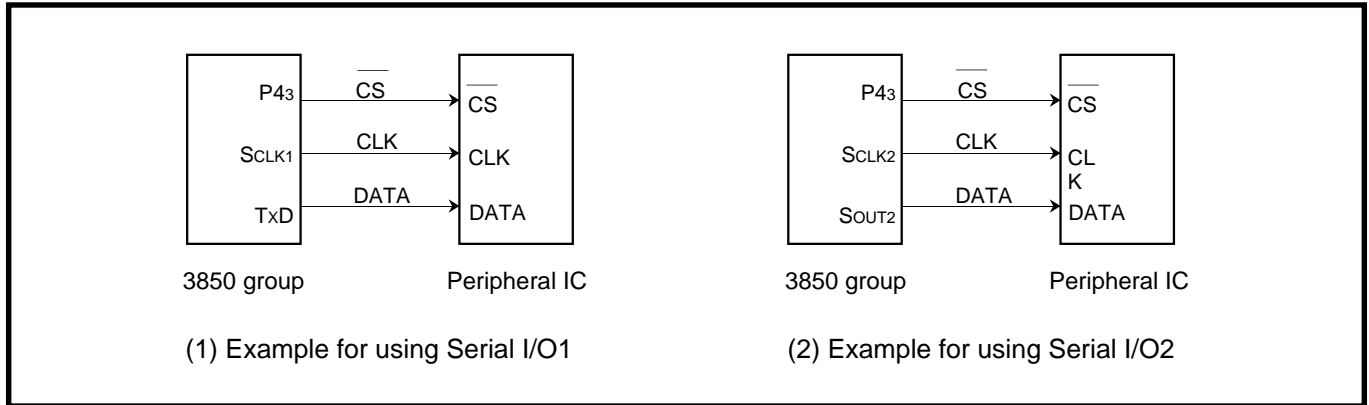 P43 CS CS
SCLK1 CLK CLK
TXD DATA DATA
3850 group Peripheral IC
(1) Example for using Serial I/O1
P43 CS CS
SCLK2 CLK CL
K
SOUT2 DATA DATA
3850 group Peripheral IC
(2) Example for using Serial I/O2